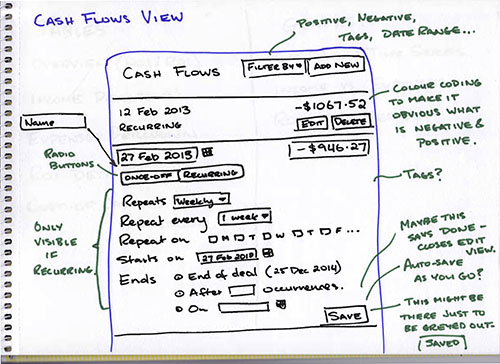 CASH FLOWS VIEW
POSITIVE, NEGATIVE,
TAGS, DATE RANGE...
CASH FLOWS
FILTER BY
ADD NEW
12 FEB 2013
-$1067.52
RECURRING
EDIT
DELETE
COLOUR CODING
TO MAKE IT
OBVIOUS WHAT
IS NEGATIVE &
POSITIVE.
Name
27 FEB 2013
-$946.27
RADIO
BUTTONS
ONCE-OFF
RECURRING
TAGS?
ONLY
VISIBLE
IF
RECURRING.
Repeats Weekly
Repeat every 1 week
Repeat on M T W T F ...
Starts on 27 Feb 2013
Ends End of deal (25 Dec 2014)
After occurrences.
On
SAVE
MAYBE THIS
SAYS DONE -
CLOSES EDIT
VIEW.
AUTO-SAVE
AS YOU GO?
THIS MIGHT BE
THERE JUST TO
BE GREYED OUT.
SAVED